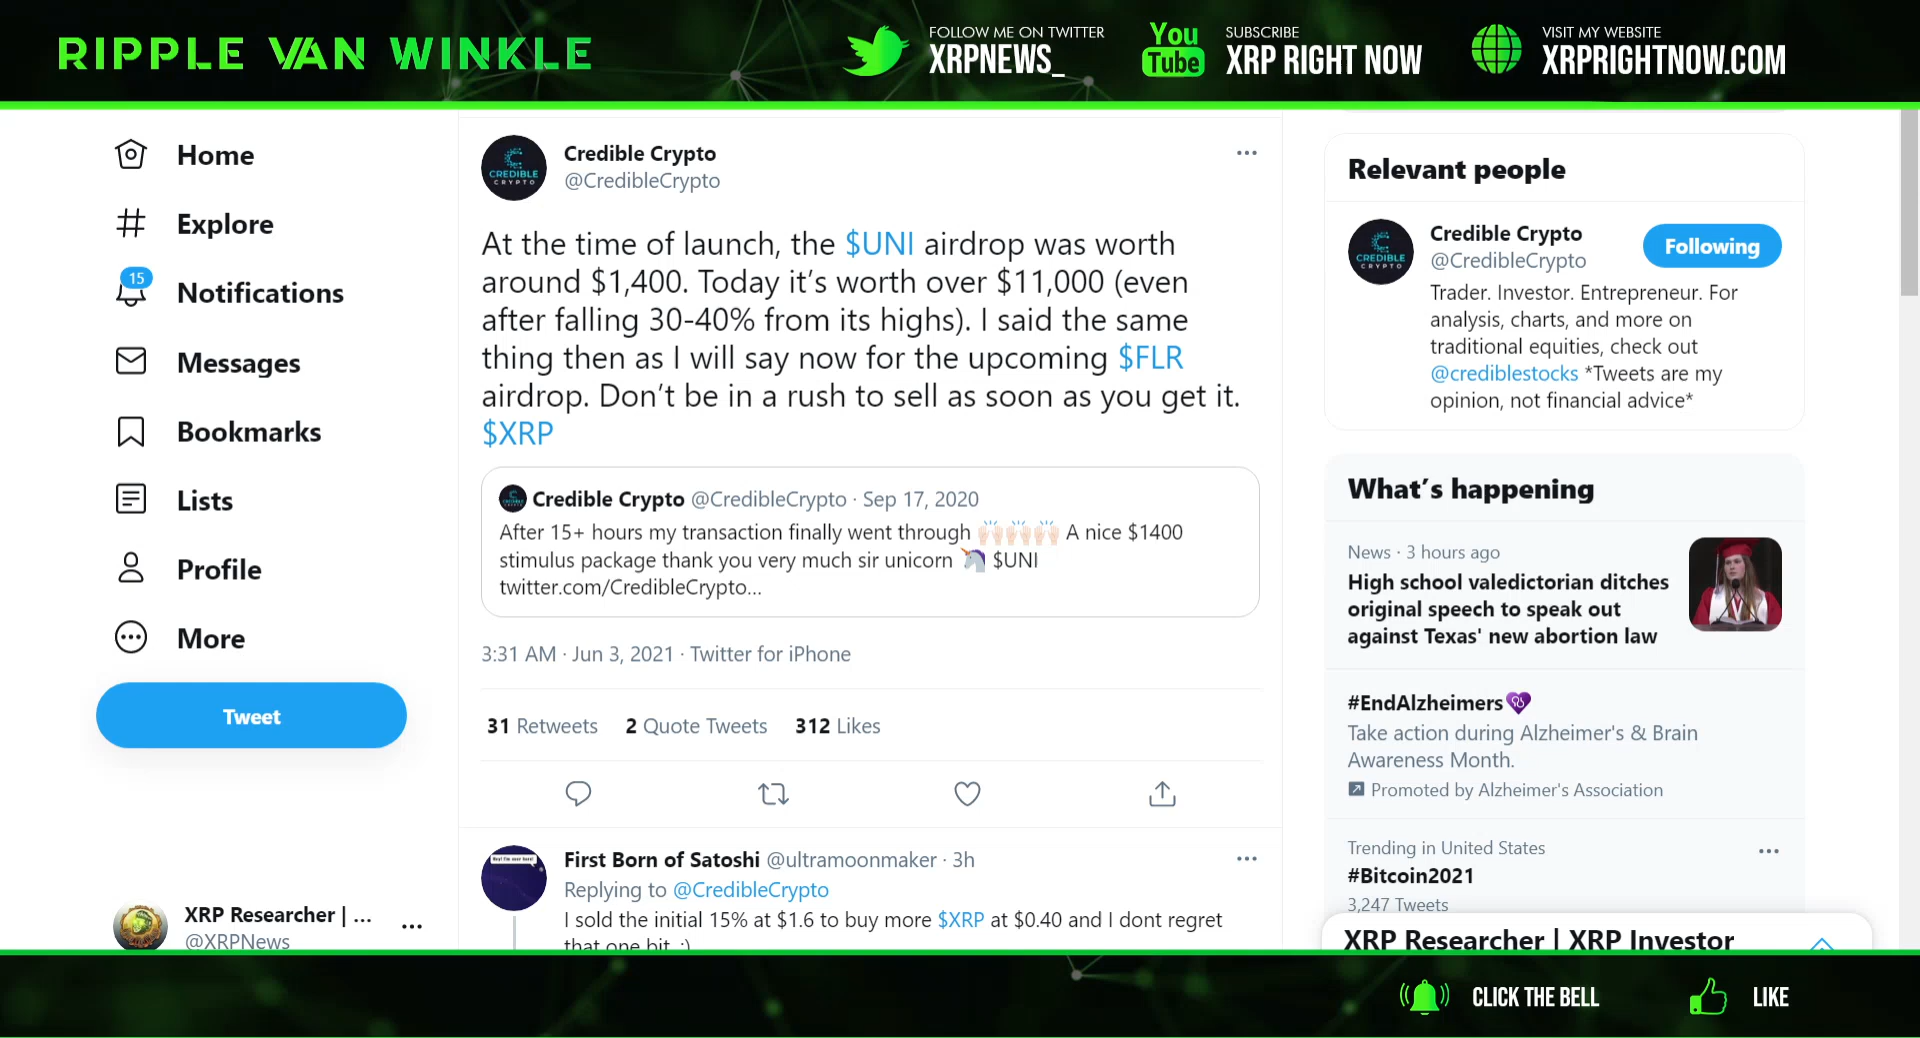 RIPPLE VAN WINKLE
FOLLOW ME ON TWITTER
XRPNEWS_
You
Tube
SUBSCRIBE
XRP RIGHT NOW
VISIT MY WEBSITE
XRPRIGHTNOW.COM
Home
Explore
15
Notifications
Messages
Bookmarks
Lists
Profile
More
Tweet
XRP Researcher | ...
@XRPNews
CREDIBLE
CRYPTO
Credible Crypto
@CredibleCrypto
At the time of launch, the $UNI airdrop was worth
around $1,400. Today it’s worth over $11,000 (even
after falling 30-40% from its highs). I said the same
thing then as I will say now for the upcoming $FLR
airdrop. Don’t be in a rush to sell as soon as you get it.
$XRP
Credible Crypto @CredibleCrypto · Sep 17, 2020
After 15+ hours my transaction finally went through 🙌🏻🙌🏻🙌🏻 A nice $1400
stimulus package thank you very much sir unicorn 🦄 $UNI
twitter.com/CredibleCrypto...
3:31 AM · Jun 3, 2021 · Twitter for iPhone
31 Retweets 2 Quote Tweets 312 Likes
First Born of Satoshi @ultramoonmaker · 3h
Replying to @CredibleCrypto
I sold the initial 15% at $1.6 to buy more $XRP at $0.40 and I dont regret
that one bit. :)
Relevant people
CREDIBLE
CRYPTO
Credible Crypto
@CredibleCrypto
Following
Trader. Investor. Entrepreneur. For
analysis, charts, and more on
traditional equities, check out
@crediblestocks *Tweets are my
opinion, not financial advice*
What’s happening
News · 3 hours ago
High school valedictorian ditches
original speech to speak out
against Texas' new abortion law
#EndAlzheimers
Take action during Alzheimer's & Brain
Awareness Month.
Promoted by Alzheimer's Association
Trending in United States
#Bitcoin2021
3,247 Tweets
XRP Researcher | XRP Investor
CLICK THE BELL
LIKE